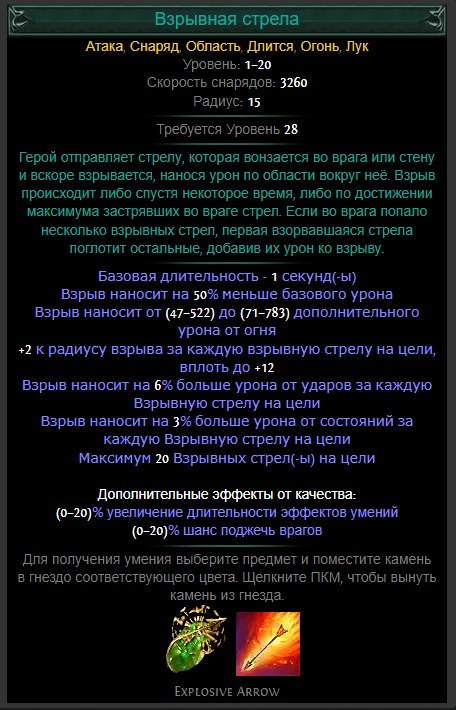 Взрывная стрела
Атака, Снаряд, Область, Длится, Огонь, Лук
Уровень: 1–20
Скорость снарядов: 3260
Радиус: 15
Требуется Уровень 28
Герой отправляет стрелу, которая вонзается во врага или стену
и вскоре взрывается, нанося урон по области вокруг неё. Взрыв
происходит либо спустя некоторое время, либо по достижении
максимума застрявших во враге стрел. Если во врага попало
несколько взрывных стрел, первая взорвавшаяся стрела
поглотит остальные, добавив их урон ко взрыву.
Базовая длительность - 1 секунд(-ы)
Взрыв наносит на 50% меньше базового урона
Взрыв наносит от (47–522) до (71–783) дополнительного
урона от огня
+2 к радиусу взрыва за каждую взрывную стрелу на цели,
вплоть до +12
Взрыв наносит на 6% больше урона от ударов за каждую
Взрывную стрелу на цели
Взрыв наносит на 3% больше урона от состояний за
каждую Взрывную стрелу на цели
Максимум 20 Взрывных стрел(-ы) на цели
Дополнительные эффекты от качества:
(0–20)% увеличение длительности эффектов умений
(0–20)% шанс поджечь врагов
Для получения умения выберите предмет и поместите камень
в гнездо соответствующего цвета. Щелкните ПКМ, чтобы вынуть
камень из гнезда.
Explosive Arrow